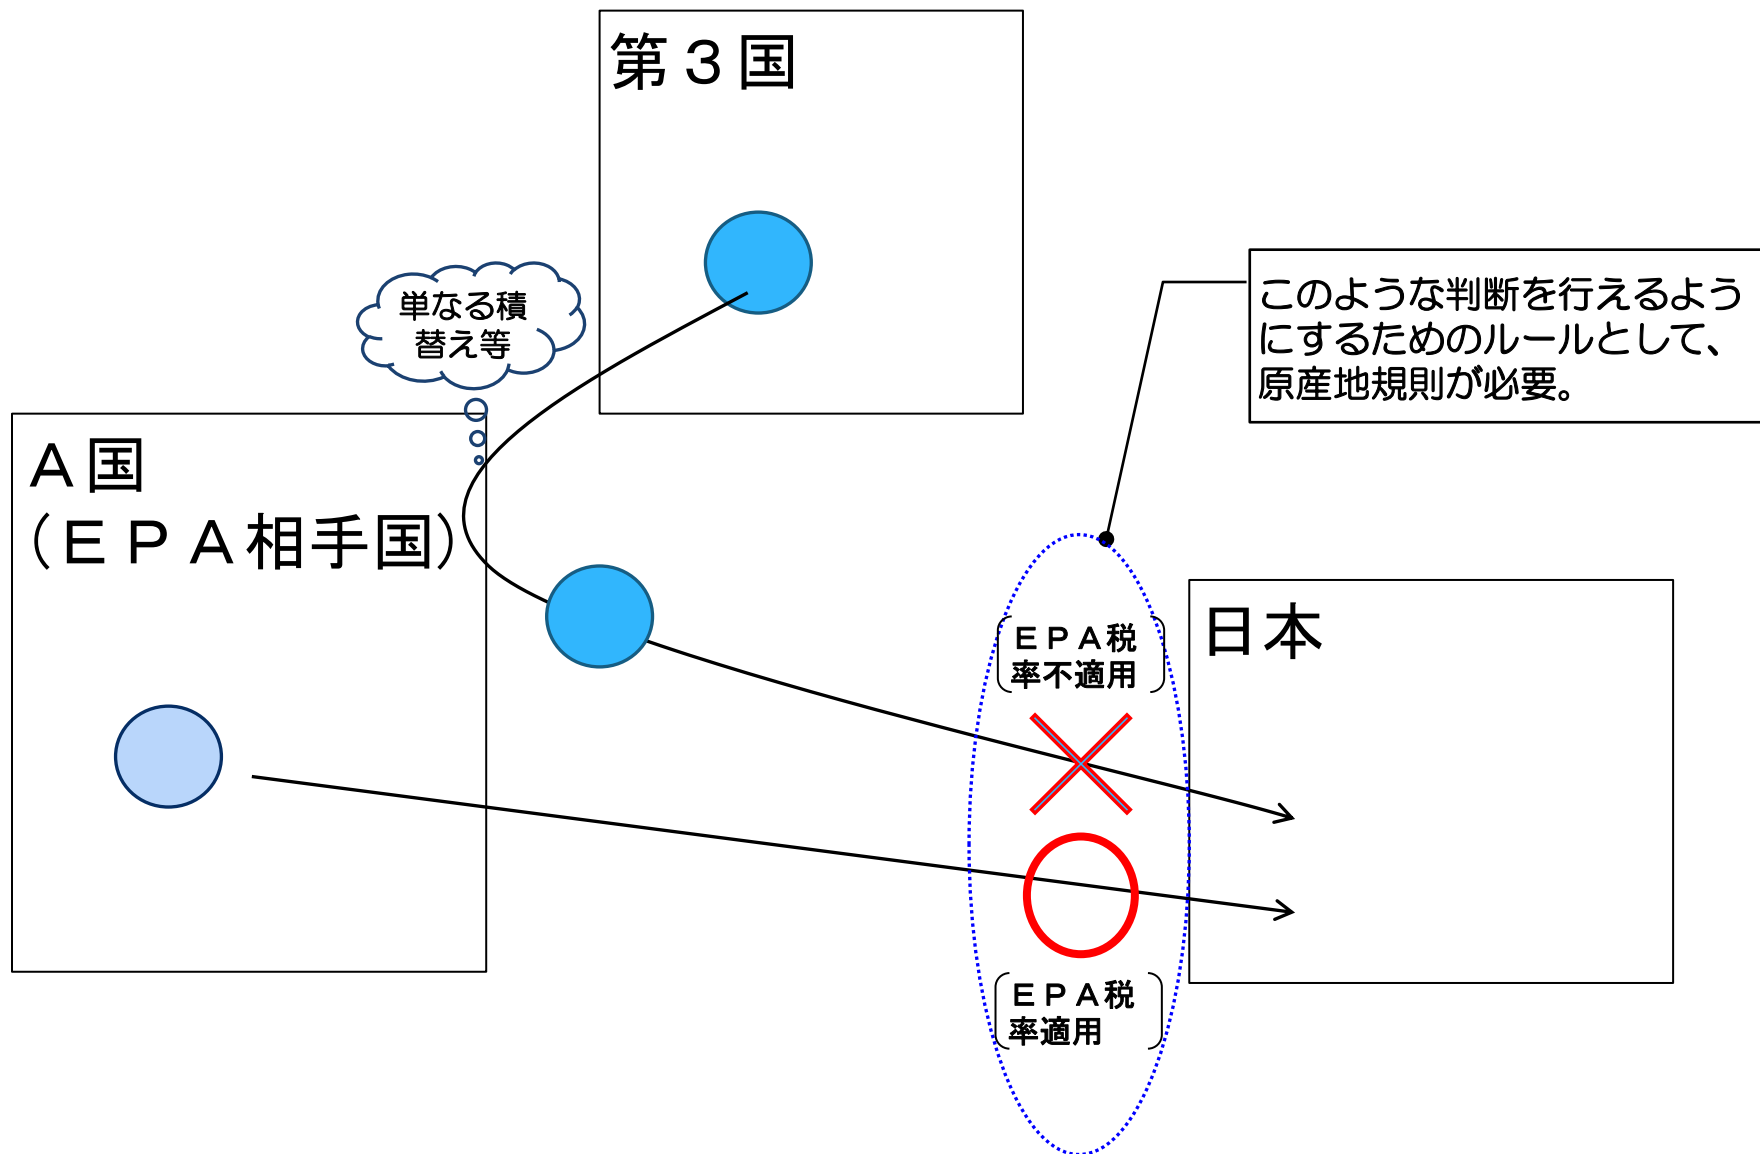 第３国
単なる積
替え等
このような判断を行えるよう
にするためのルールとして、
原産地規則が必要。
Ａ国
（ＥＰＡ相手国）
ＥＰＡ税
率不適用
日本
ＥＰＡ税
率適用